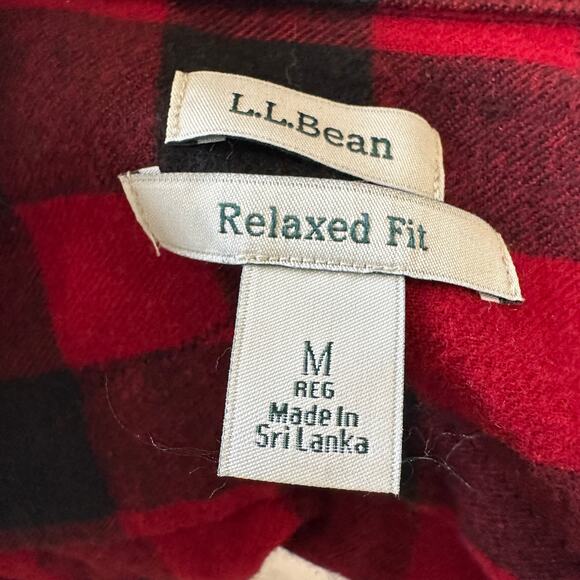 L.L.Bean
Relaxed Fit
M
REG
Made In
Sri Lanka